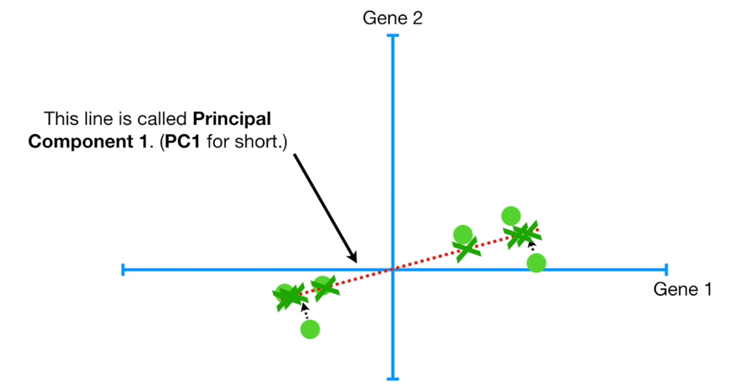 Gene 2
This line is called Principal
Component 1. (PC1 for short.)
Gene 1